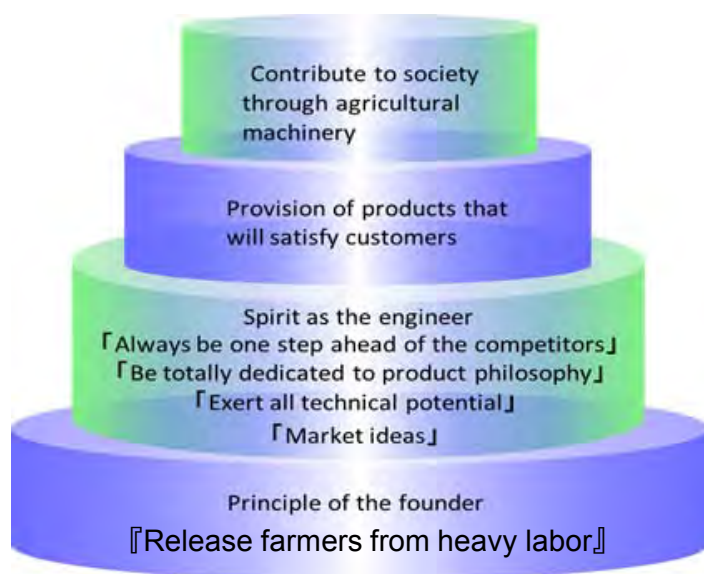 Contribute to society
through agricultural
machinery
Provision of products that
will satisfy customers
Spirit as the engineer
「Always be one step ahead of the competitors」
「Be totally dedicated to product philosophy」
「Exert all technical potential」
「Market ideas」
Principle of the founder
『Release farmers from heavy labor』